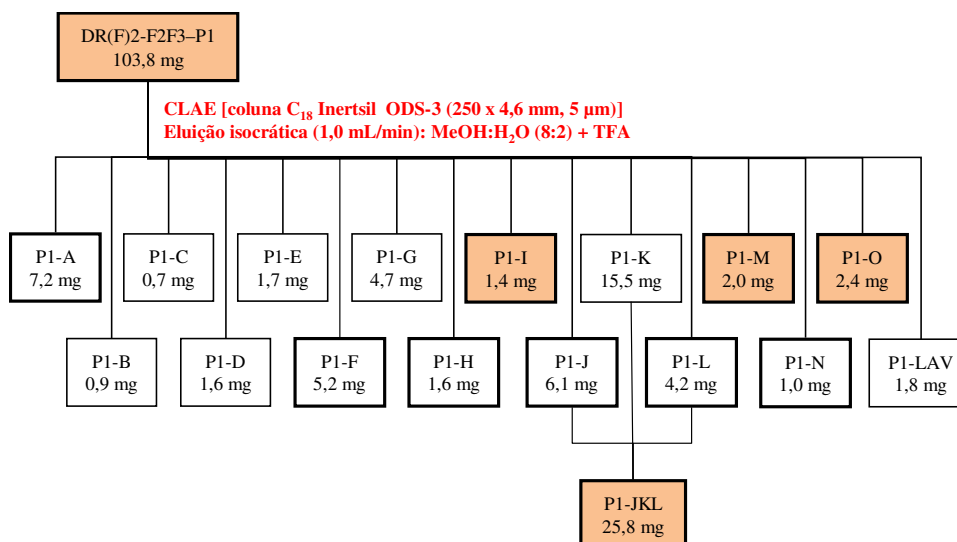 DR(F)2-F2F3–P1
103,8 mg
CLAE [coluna C18 Inertsil ODS-3 (250 x 4,6 mm, 5 µm)]
Eluição isocrática (1,0 mL/min): MeOH:H2O (8:2) + TFA
P1-A
7,2 mg
P1-C
0,7 mg
P1-E
1,7 mg
P1-G
4,7 mg
P1-I
1,4 mg
P1-K
15,5 mg
P1-M
2,0 mg
P1-O
2,4 mg
P1-B
0,9 mg
P1-D
1,6 mg
P1-F
5,2 mg
P1-H
1,6 mg
P1-J
6,1 mg
P1-L
4,2 mg
P1-N
1,0 mg
P1-LAV
1,8 mg
P1-JKL
25,8 mg